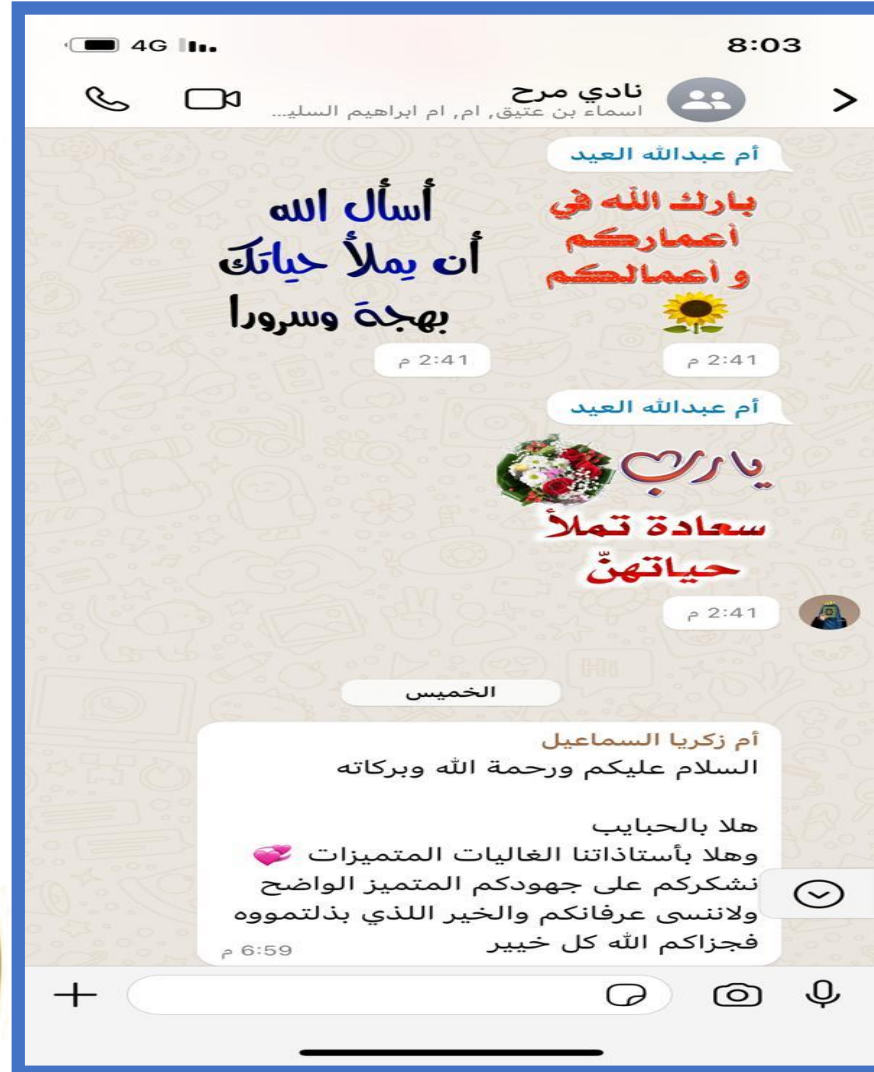 4G 8:03
نادي مرح
اسماء بن عتيق, ام, ام ابراهيم السليـ...
أم عبدالله العيد
بارك الله في
أعماركم
و أعمالكم
2:41 م
أسأل الله
أن يملأ حياتك
بهجة وسرورا
2:41 م
أم عبدالله العيد
يارب
سعادة تملأ
حياتهنّ
2:41 م
الخميس
أم زكريا السماعيل
السلام عليكم ورحمة الله وبركاته
هلا بالحبايب
وهلا بأستاذاتنا الغاليات المتميزات 💞
نشكركم على جهودكم المتميز الواضح
ولاننسى عرفانكم والخير اللذي بذلتمووه
فجزاكم الله كل خيير
6:59 م